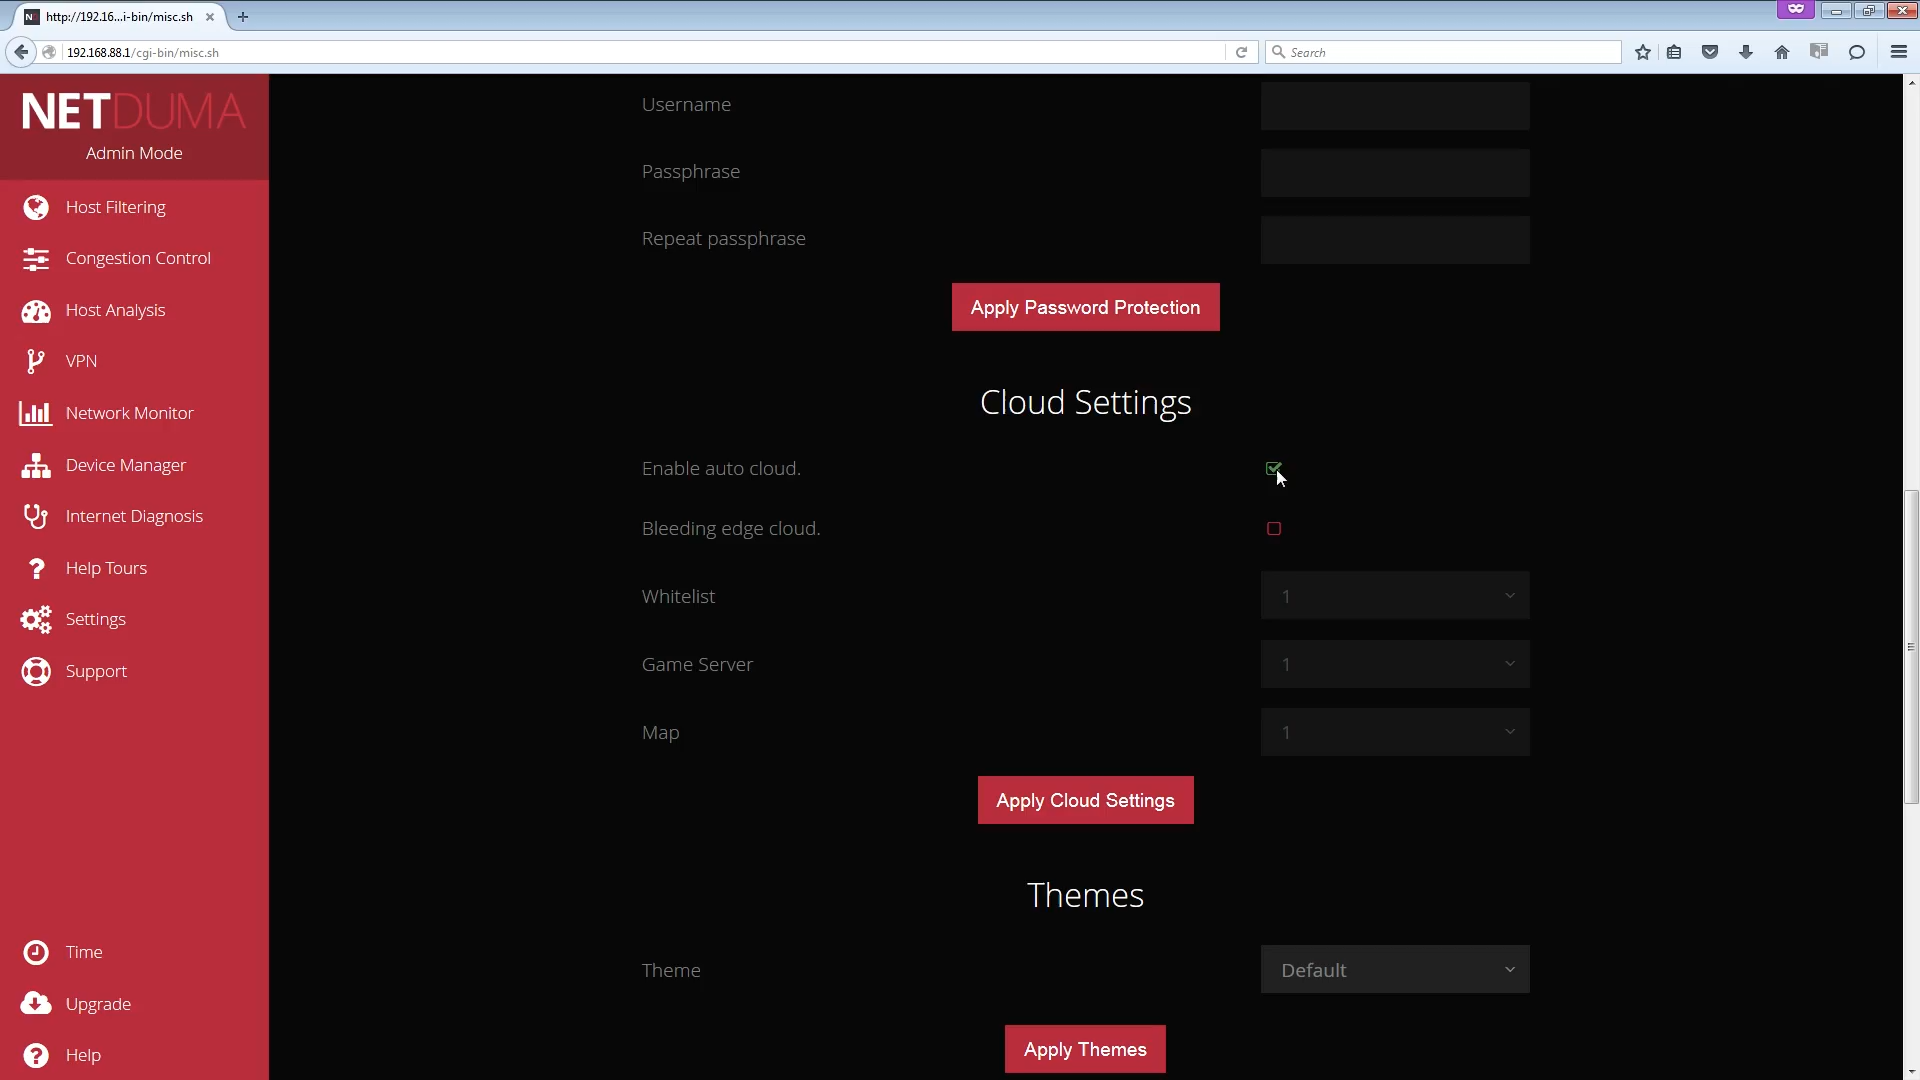 http://192.16...i-bin/misc.sh
192.168.88.1/cgi-bin/misc.sh
Search
NETDUMA
Admin Mode
Host Filtering
Congestion Control
Host Analysis
VPN
Network Monitor
Device Manager
Internet Diagnosis
Help Tours
Settings
Support
Time
Upgrade
Help
Username
Passphrase
Repeat passphrase
Apply Password Protection
Cloud Settings
Enable auto cloud.
Bleeding edge cloud.
Whitelist 1
Game Server 1
Map 1
Apply Cloud Settings
Themes
Theme Default
Apply Themes